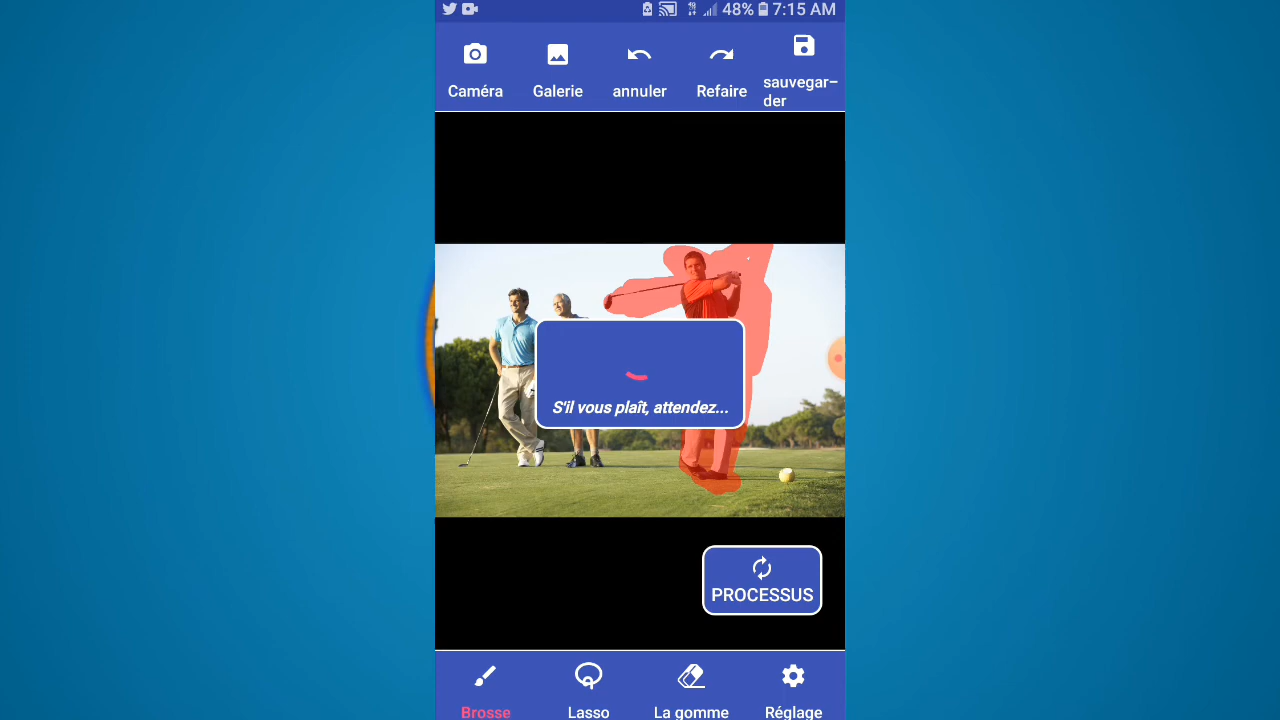 48% 7:15 AM
Caméra Galerie annuler Refaire sauvegar–
der
S'il vous plaît, attendez...
PROCESSUS
Brosse Lasso La gomme Réglage